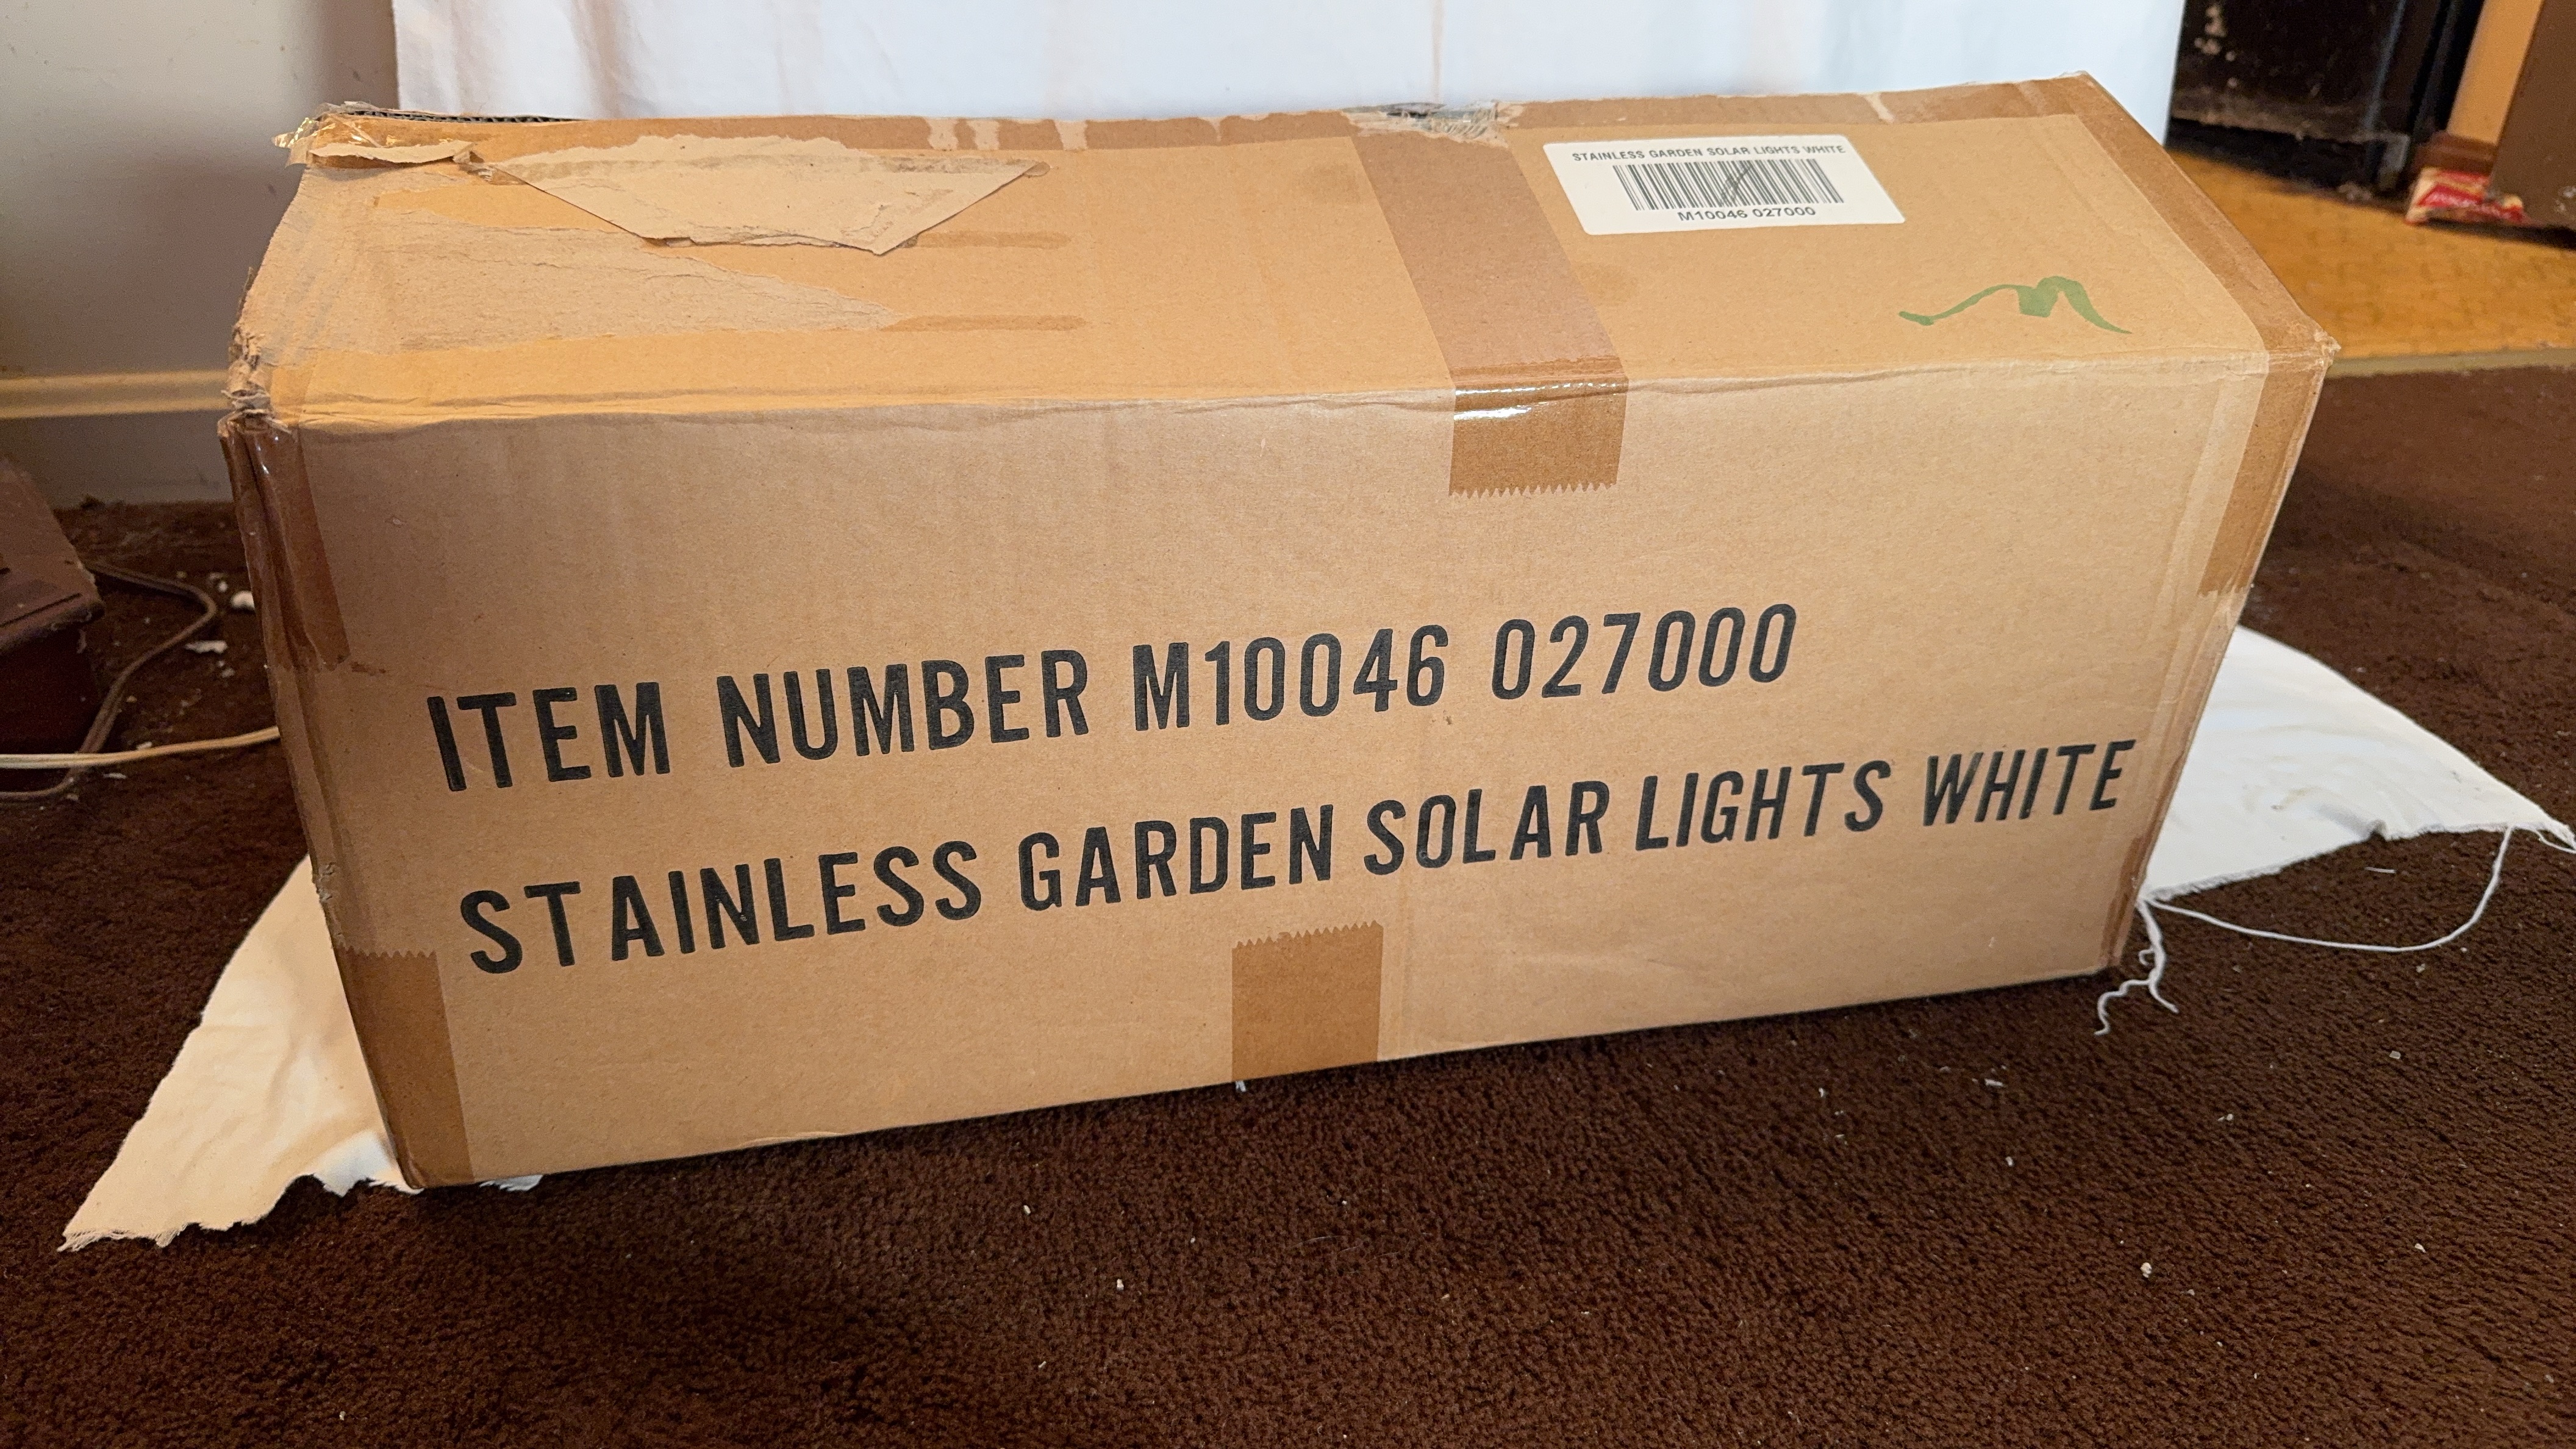 STAINLESS GARDEN SOLAR LIGHTS WHITE
M10046 027000
ITEM NUMBER M10046 027000
STAINLESS GARDEN SOLAR LIGHTS WHITE